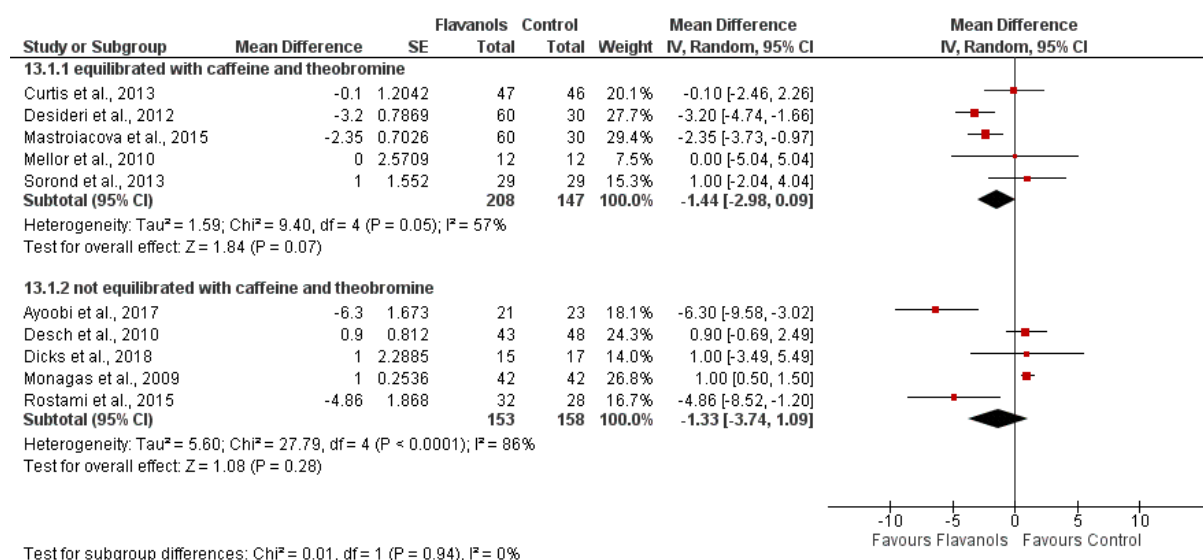 Flavanols Control Mean Difference Mean Difference
Study or Subgroup Mean Difference SE Total Total Weight IV, Random, 95% CI IV, Random, 95% CI
13.1.1 equilibrated with caffeine and theobromine
Curtis et al., 2013 -0.1 1.2042 47 46 20.1% -0.10 [-2.46, 2.26]
Desideri et al., 2012 -3.2 0.7869 60 30 27.7% -3.20 [-4.74, -1.66]
Mastroiacova et al., 2015 -2.35 0.7026 60 30 29.4% -2.35 [-3.73, -0.97]
Mellor et al., 2010 0 2.5709 12 12 7.5% 0.00 [-5.04, 5.04]
Sorond et al., 2013 1 1.552 29 29 15.3% 1.00 [-2.04, 4.04]
Subtotal (95% CI) 208 147 100.0% -1.44 [-2.98, 0.09]
Heterogeneity: Tau² = 1.59; Chi² = 9.40, df = 4 (P = 0.05); I² = 57%
Test for overall effect: Z = 1.84 (P = 0.07)
13.1.2 not equilibrated with caffeine and theobromine
Ayoobi et al., 2017 -6.3 1.673 21 23 18.1% -6.30 [-9.58, -3.02]
Desch et al., 2010 0.9 0.812 43 48 24.3% 0.90 [-0.69, 2.49]
Dicks et al., 2018 1 2.2885 15 17 14.0% 1.00 [-3.49, 5.49]
Monagas et al., 2009 1 0.2536 42 42 26.8% 1.00 [0.50, 1.50]
Rostami et al., 2015 -4.86 1.868 32 28 16.7% -4.86 [-8.52, -1.20]
Subtotal (95% CI) 153 158 100.0% -1.33 [-3.74, 1.09]
Heterogeneity: Tau² = 5.60; Chi² = 27.79, df = 4 (P < 0.0001); I² = 86%
Test for overall effect: Z = 1.08 (P = 0.28)
-10 -5 0 5 10
Favours Flavanols Favours Control
Test for subgroup differences: Chi² = 0.01, df = 1 (P = 0.94), I² = 0%